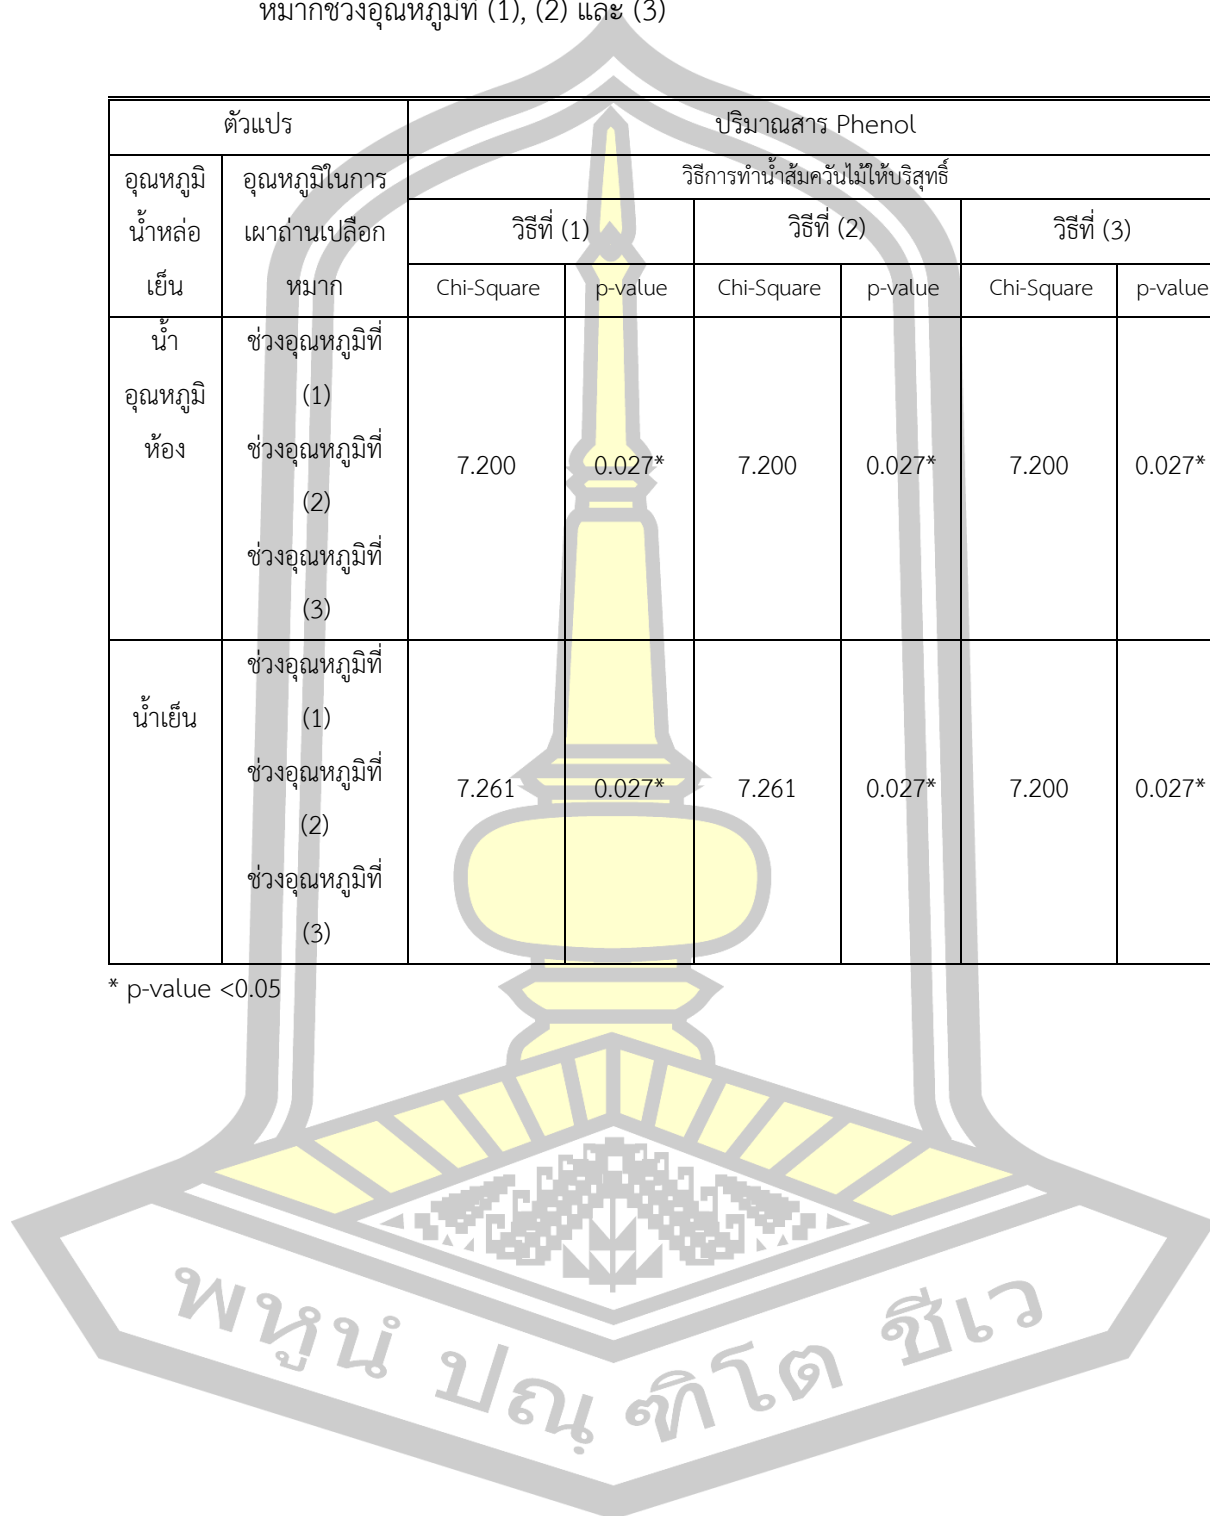 หมากช่วงอุณหภูมิที่ (1), (2) และ (3)
ตัวแปร ปริมาณสาร Phenol
อุณหภูมิ อุณหภูมิในการ วิธีการทำน้ำส้มควันไม้ให้บริสุทธิ์
น้ำหล่อ เผาถ่านเปลือก วิธีที่ (1) วิธีที่ (2) วิธีที่ (3)
เย็น หมาก Chi-Square p-value Chi-Square p-value Chi-Square p-value
น้ำ ช่วงอุณหภูมิที่
อุณหภูมิ (1)
ห้อง ช่วงอุณหภูมิที่
7.200 0.027* 7.200 0.027* 7.200 0.027*
(2)
ช่วงอุณหภูมิที่
(3)
ช่วงอุณหภูมิที่
น้ำเย็น (1)
ช่วงอุณหภูมิที่
7.261 0.027* 7.261 0.027* 7.200 0.027*
(2)
ช่วงอุณหภูมิที่
(3)
* p-value <0.05
พหูนํ ปณฺฑิโต ชีเว